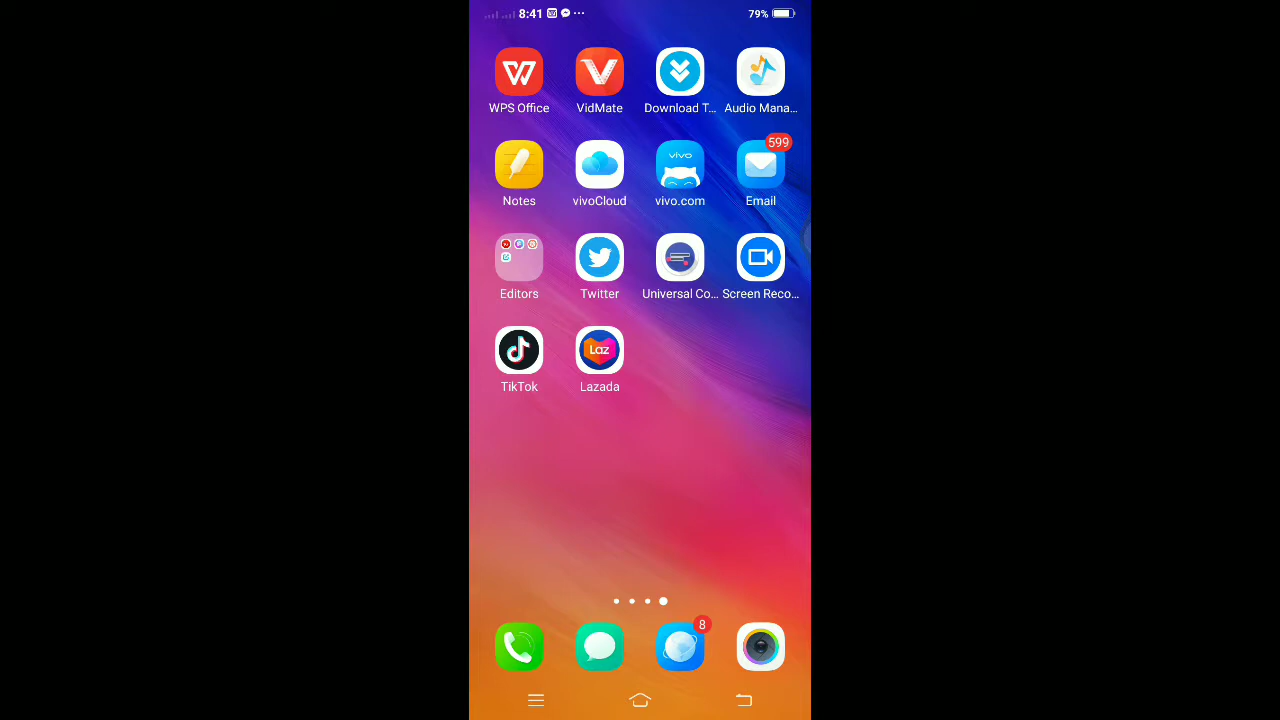 8:41
79%
WPS Office
VidMate
Download T...
Audio Mana...
Notes
vivoCloud
vivo
vivo.com
599
Email
Editors
Twitter
Universal Co...
Screen Reco...
TikTok
Laz
Lazada
8